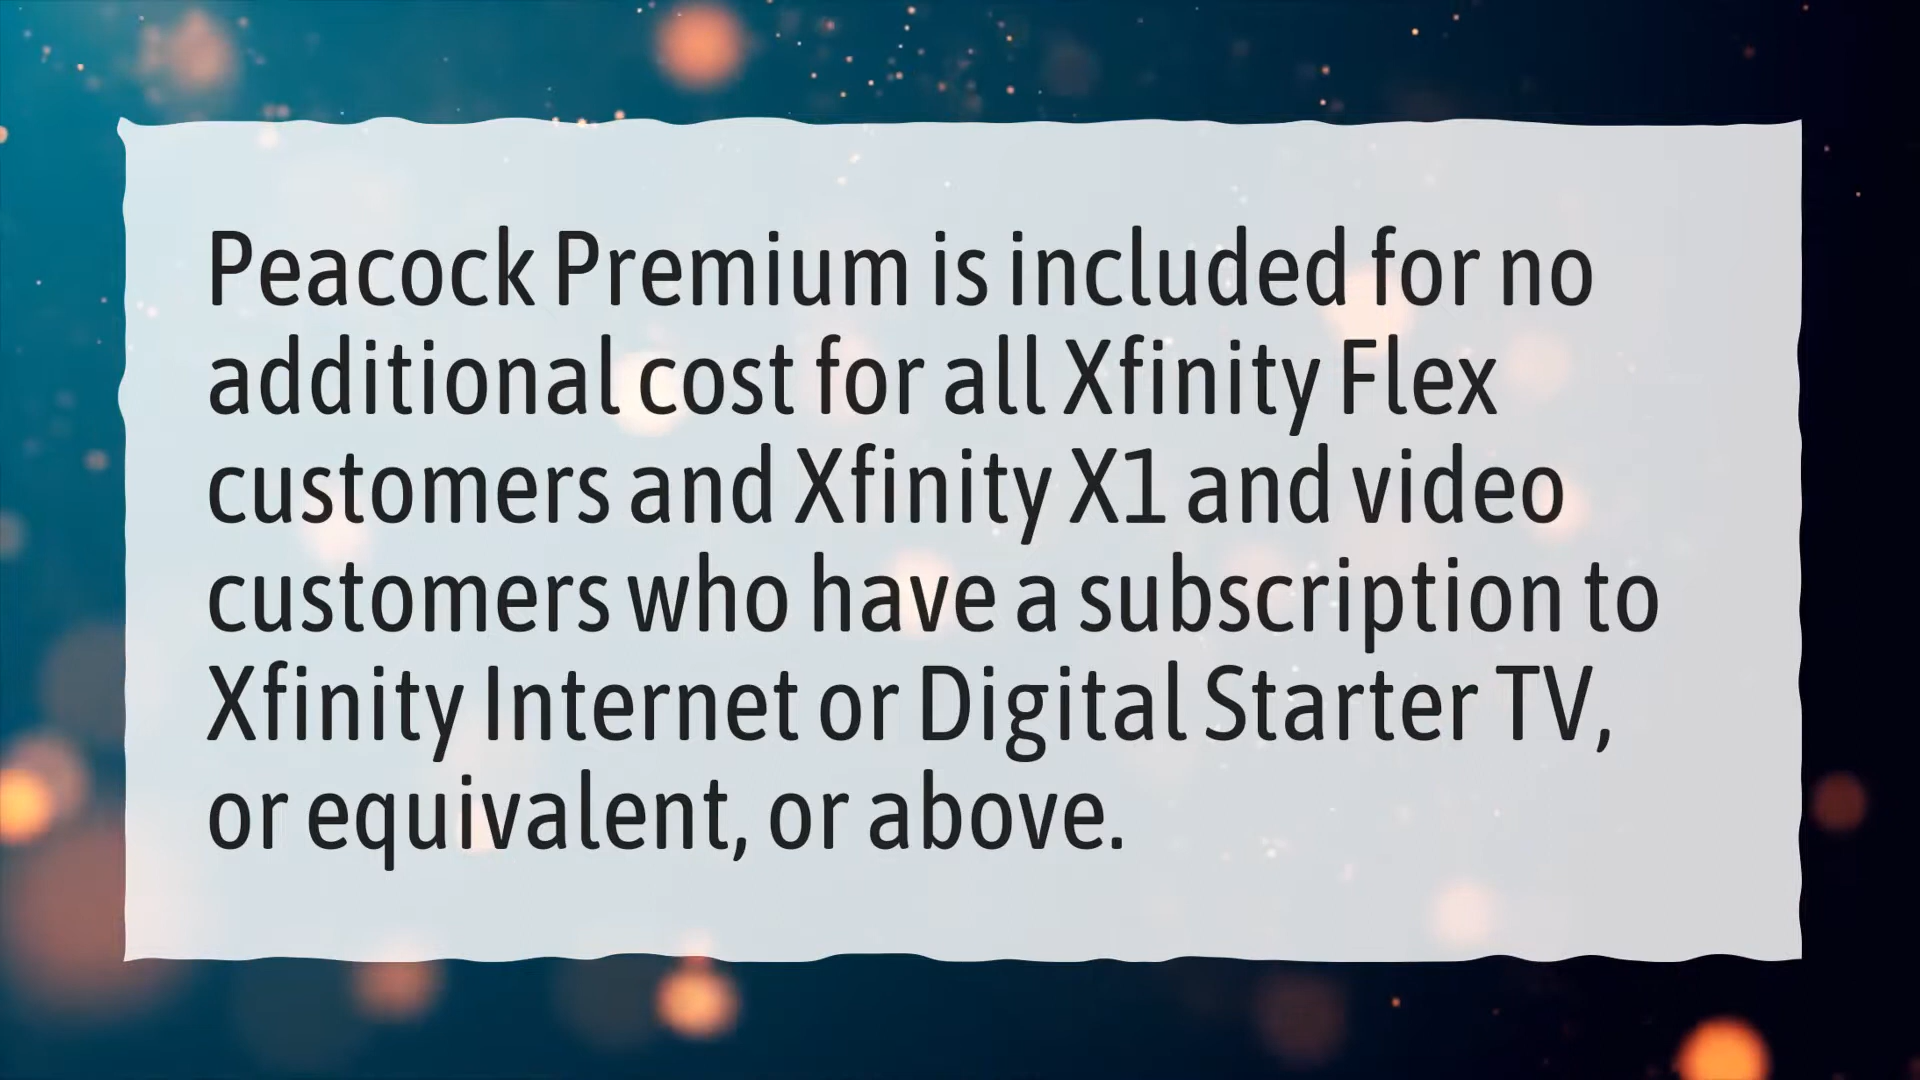 Peacock Premium is included for no
additional cost for all Xfinity Flex
customers and Xfinity X1 and video
customers who have a subscription to
Xfinity Internet or Digital Starter TV,
or equivalent, or above.